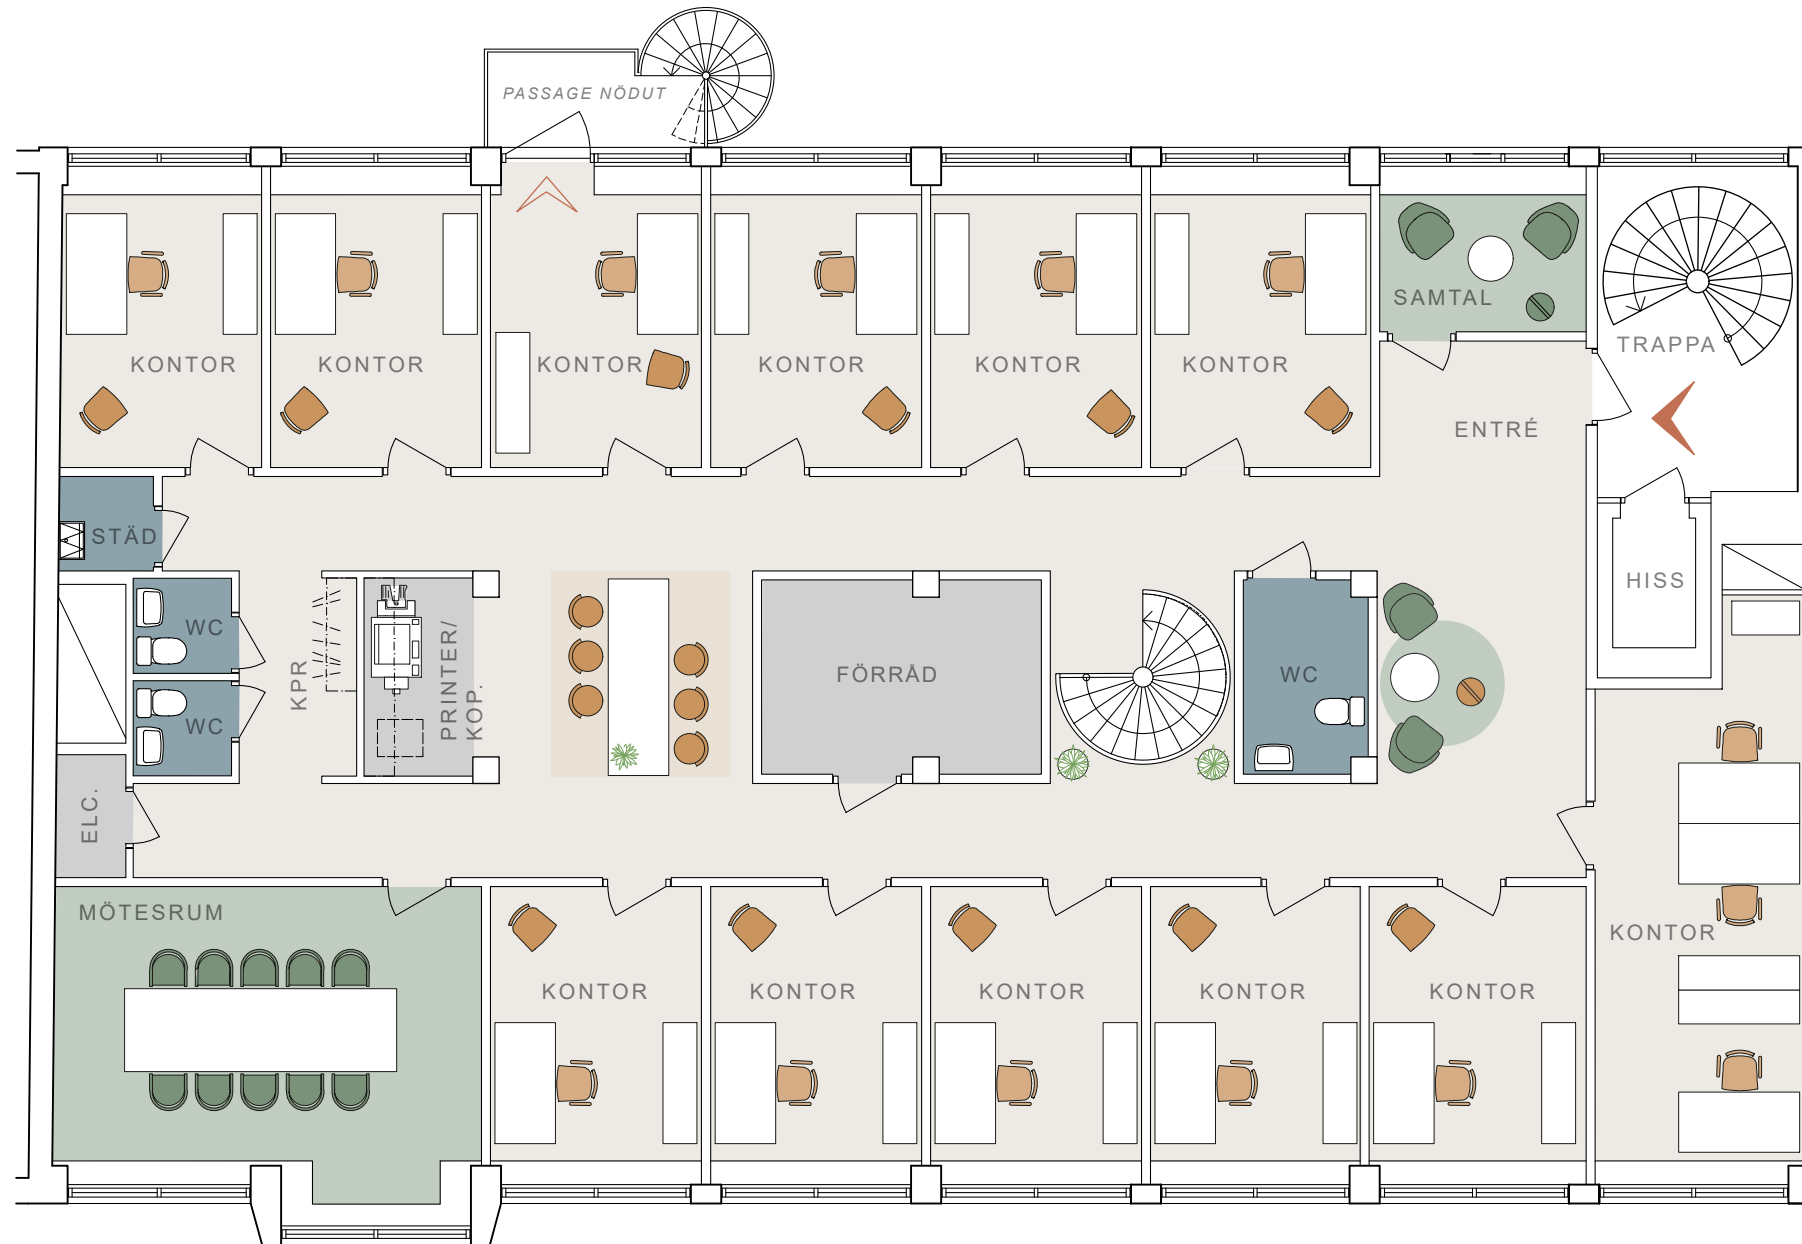 PASSAGE NÖDUT
SAMTAL
TRAPPA
KONTOR
KONTOR
KONTOR
KONTOR
KONTOR
KONTOR
ENTRÉ
STÄD
HISS
WC
KPR
PRINTER/
KOP.
FÖRRÅD
WC
WC
ELC.
MÖTESRUM
KONTOR
KONTOR
KONTOR
KONTOR
KONTOR
KONTOR